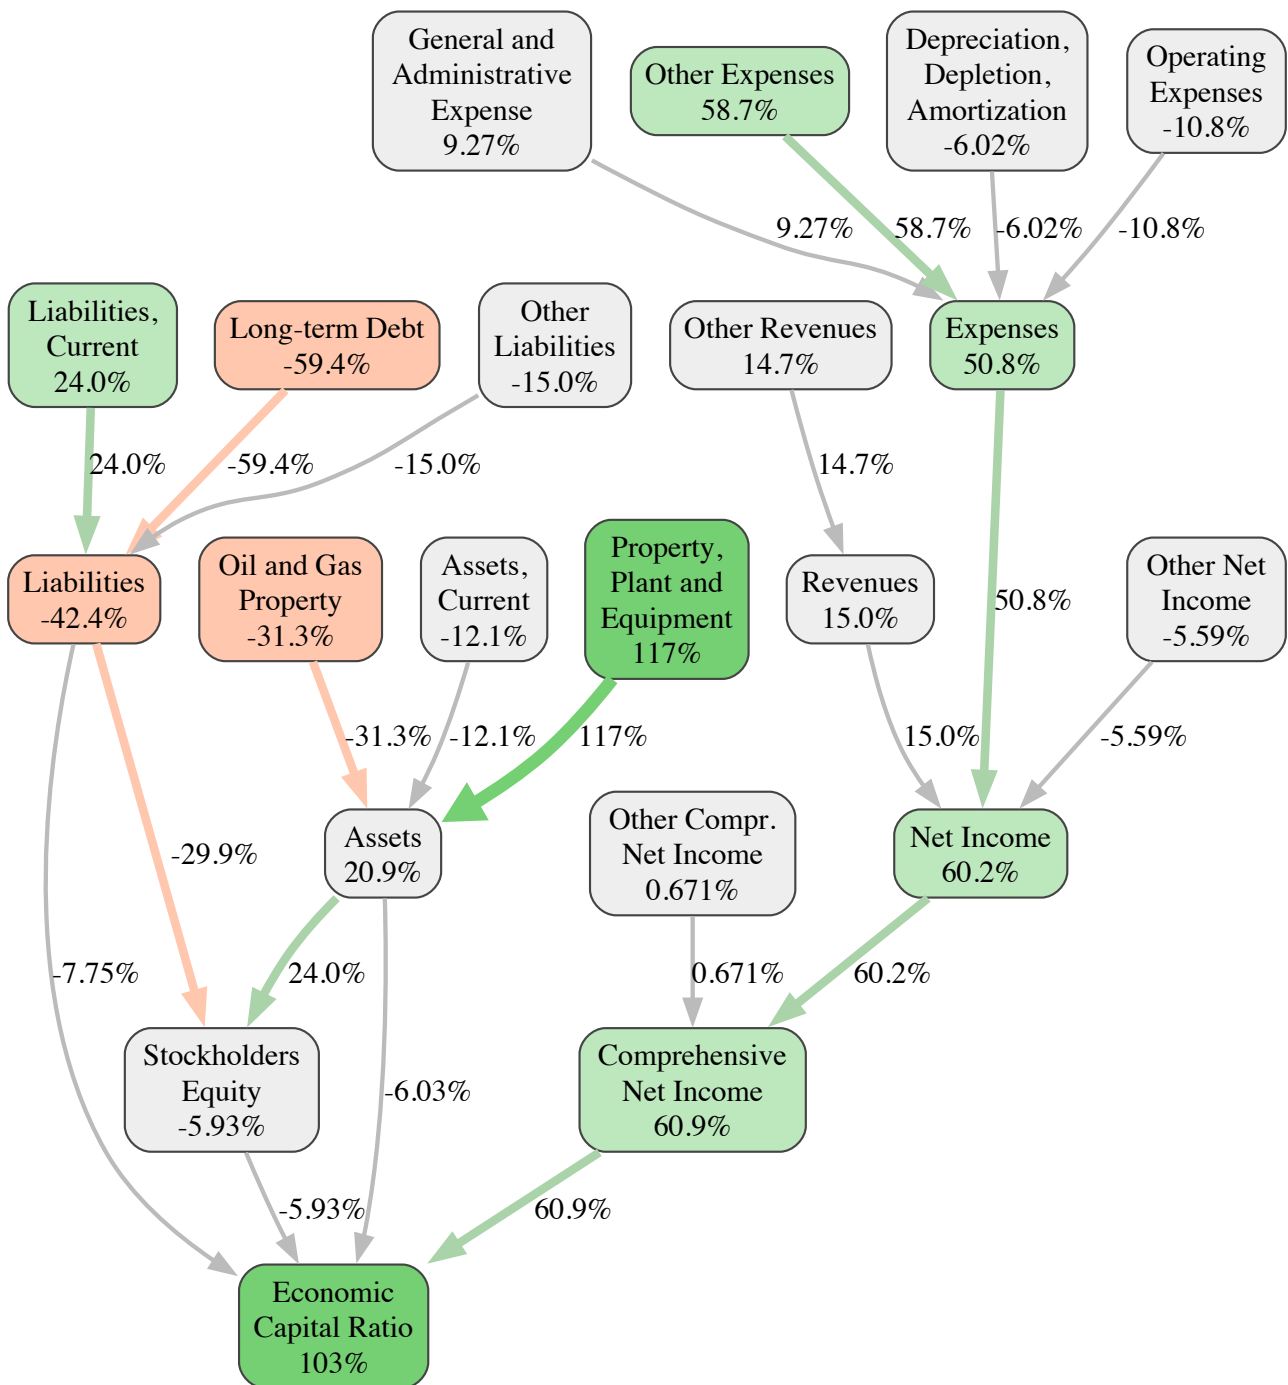 General and
Administrative
Expense
9.27%
Other Expenses
58.7%
Depreciation,
Depletion,
Amortization
-6.02%
Operating
Expenses
-10.8%
9.27%
58.7%
-6.02%
-10.8%
Liabilities,
Current
24.0%
Long-term Debt
-59.4%
Other
Liabilities
-15.0%
Other Revenues
14.7%
Expenses
50.8%
24.0%
-59.4%
-15.0%
14.7%
Liabilities
-42.4%
Oil and Gas
Property
-31.3%
Assets,
Current
-12.1%
Property,
Plant and
Equipment
117%
Revenues
15.0%
50.8%
Other Net
Income
-5.59%
-31.3%
-12.1%
117%
15.0%
-5.59%
-29.9%
Assets
20.9%
Other Compr.
Net Income
0.671%
Net Income
60.2%
-7.75%
24.0%
0.671%
60.2%
Stockholders
Equity
-5.93%
-6.03%
Comprehensive
Net Income
60.9%
-5.93%
60.9%
Economic
Capital Ratio
103%